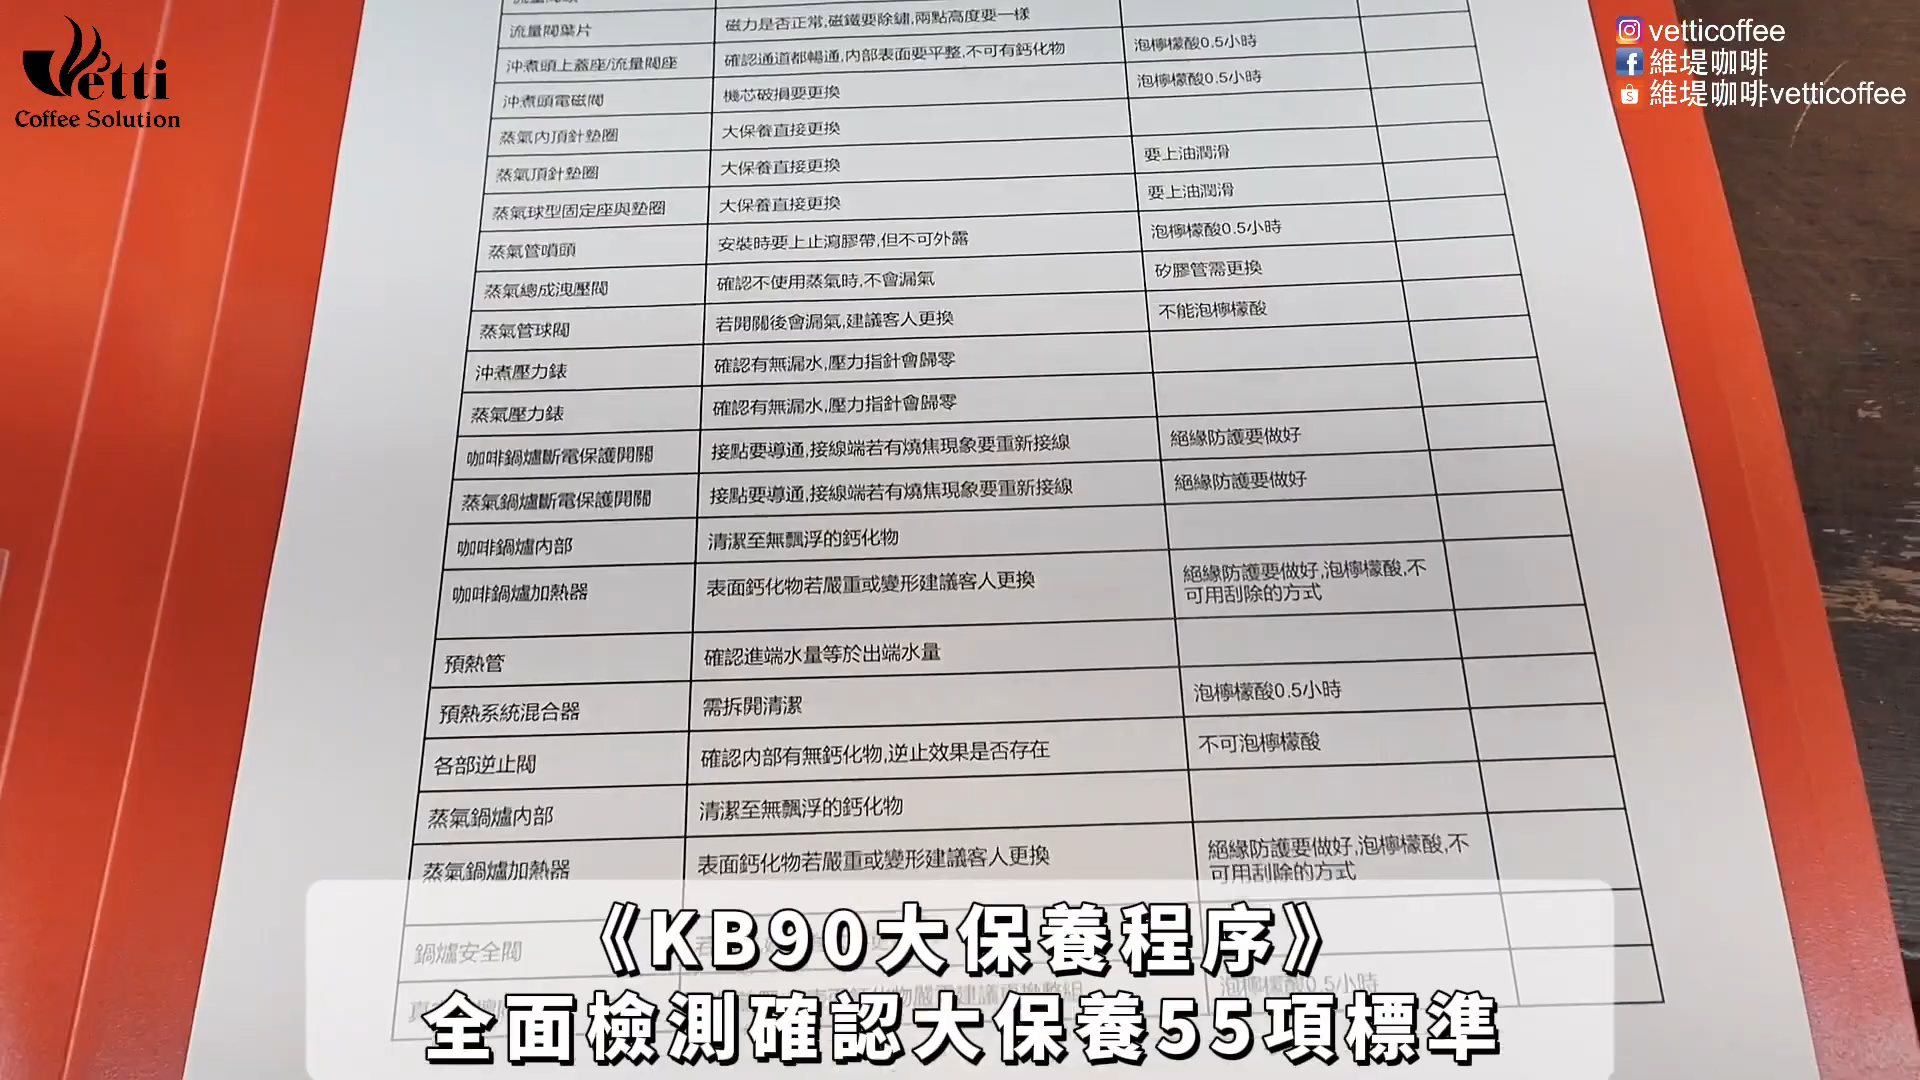 Vetti
Coffee Solution
vetticoffee
維堤咖啡
維堤咖啡vetticoffee
流量閥葉片 磁力是否正常,磁鐵要除鏽,兩點高度要一樣
沖煮頭上蓋座/流量閥座 確認通道都暢通,內部表面要平整,不可有鈣化物 泡檸檬酸0.5小時
沖煮頭電磁閥 機芯破損要更換 泡檸檬酸0.5小時
蒸氣內頂針墊圈 大保養直接更換
蒸氣頂針墊圈 大保養直接更換 要上油潤滑
蒸氣球型固定座與墊圈 大保養直接更換 要上油潤滑
蒸氣管噴頭 安裝時要上止瀉膠帶,但不可外露 泡檸檬酸0.5小時
蒸氣總成洩壓閥 確認不使用蒸氣時,不會漏氣 矽膠管需更換
蒸氣管球閥 若開關後會漏氣,建議客人更換 不能泡檸檬酸
沖煮壓力錶 確認有無漏水,壓力指針會歸零
蒸氣壓力錶 確認有無漏水,壓力指針會歸零
咖啡鍋爐斷電保護開關 接點要導通,接線端若有燒焦現象要重新接線 絕緣防護要做好
蒸氣鍋爐斷電保護開關 接點要導通,接線端若有燒焦現象要重新接線 絕緣防護要做好
咖啡鍋爐內部 清潔至無飄浮的鈣化物
咖啡鍋爐加熱器 表面鈣化物若嚴重或變形建議客人更換 絕緣防護要做好,泡檸檬酸,不
可用刮除的方式
預熱管 確認進端水量等於出端水量
預熱系統混合器 需拆開清潔 泡檸檬酸0.5小時
各部逆止閥 確認內部有無鈣化物,逆止效果是否存在 不可泡檸檬酸
蒸氣鍋爐內部 清潔至無飄浮的鈣化物
蒸氣鍋爐加熱器 表面鈣化物若嚴重或變形建議客人更換 絕緣防護要做好,泡檸檬酸,不
可用刮除的方式
鍋爐安全閥
泡檸檬酸0.5小時
《KB90大保養程序》
全面檢測確認大保養55項標準